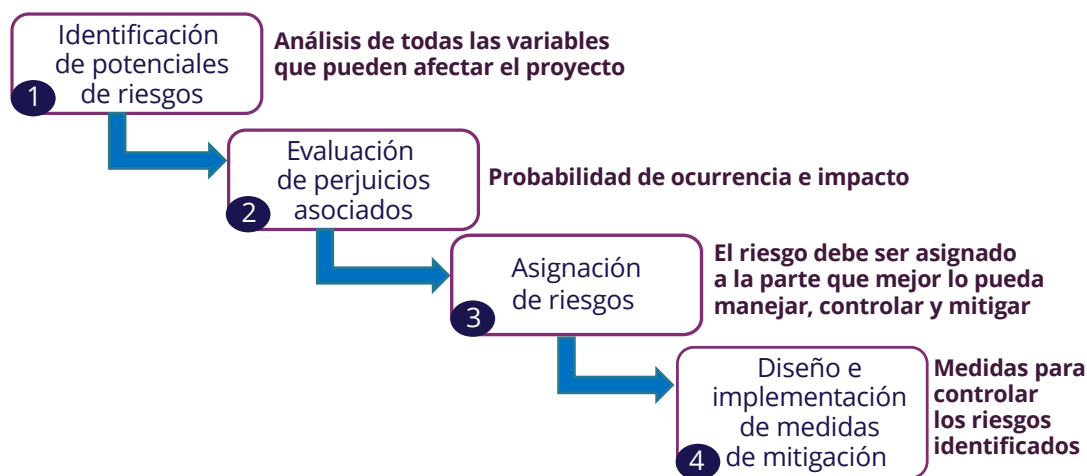 Identificación
de potenciales
de riesgos
1
Análisis de todas las variables
que pueden afectar el proyecto
Evaluación
de perjuicios
asociados
2
Probabilidad de ocurrencia e impacto
Asignación
de riesgos
3
El riesgo debe ser asignado
a la parte que mejor lo pueda
manejar, controlar y mitigar
Diseño e
implementación
de medidas
de mitigación
4
Medidas para
controlar
los riesgos
identificados